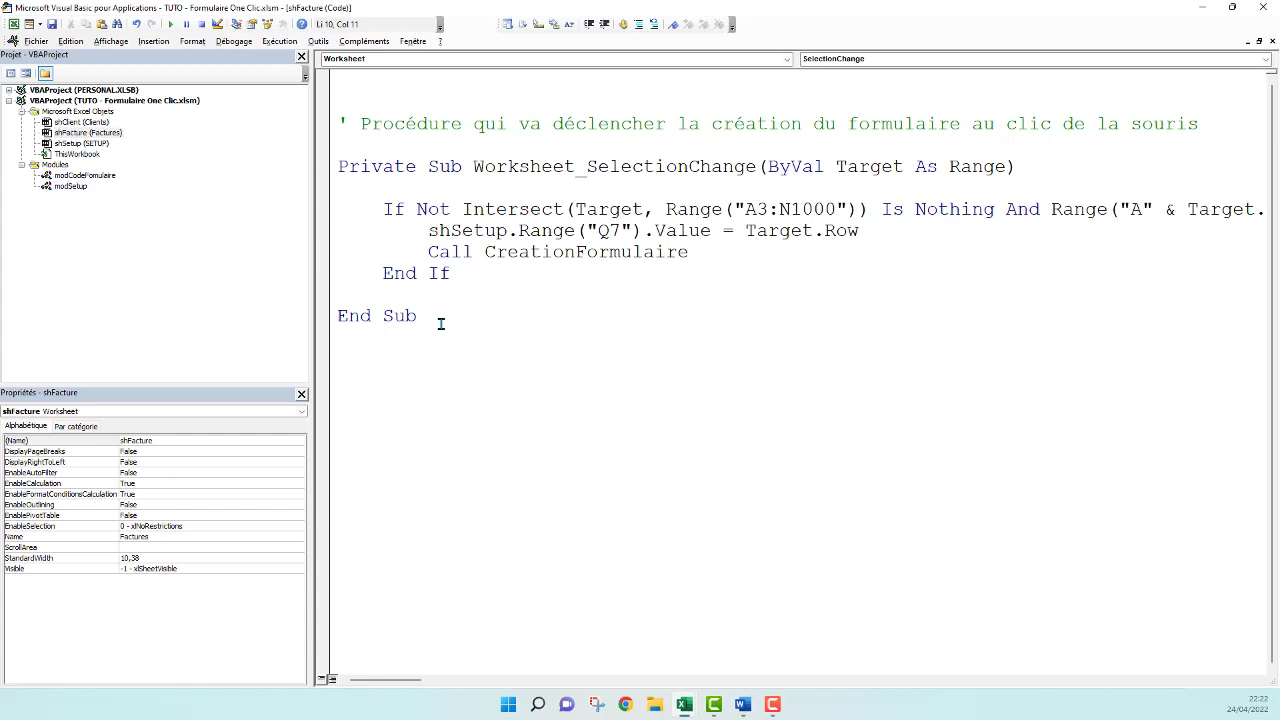 Microsoft Visual Basic pour Applications - TUTO - Formulaire One Clic.xlsm - [shFacture (Code)]
Li 10, Col 11
Fichier Edition Affichage Insertion Format Débogage Exécution Outils Compléments Fenêtre ?
Projet - VBAProject
VBAProject (PERSONAL.XLSB)
VBAProject (TUTO - Formulaire One Clic.xlsm)
Microsoft Excel Objets
shClient (Clients)
shFacture (Factures)
shSetup (SETUP)
ThisWorkbook
Modules
modCodeFomulaire
modSetup
Propriétés - shFacture
shFacture Worksheet
Alphabétique Par catégorie
(Name) shFacture
DisplayPageBreaks False
DisplayRightToLeft False
EnableAutoFilter False
EnableCalculation True
EnableFormatConditionsCalculation True
EnableOutlining False
EnablePivotTable False
EnableSelection 0 - xlNoRestrictions
Name Factures
ScrollArea
StandardWidth 10,38
Visible -1 - xlSheetVisible
Worksheet SelectionChange
' Procédure qui va déclencher la création du formulaire au clic de la souris
Private Sub Worksheet_SelectionChange(ByVal Target As Range)
If Not Intersect(Target, Range("A3:N1000")) Is Nothing And Range("A" & Target.
shSetup.Range("Q7").Value = Target.Row
Call CreationFormulaire
End If
End Sub
22:22
24/04/2022